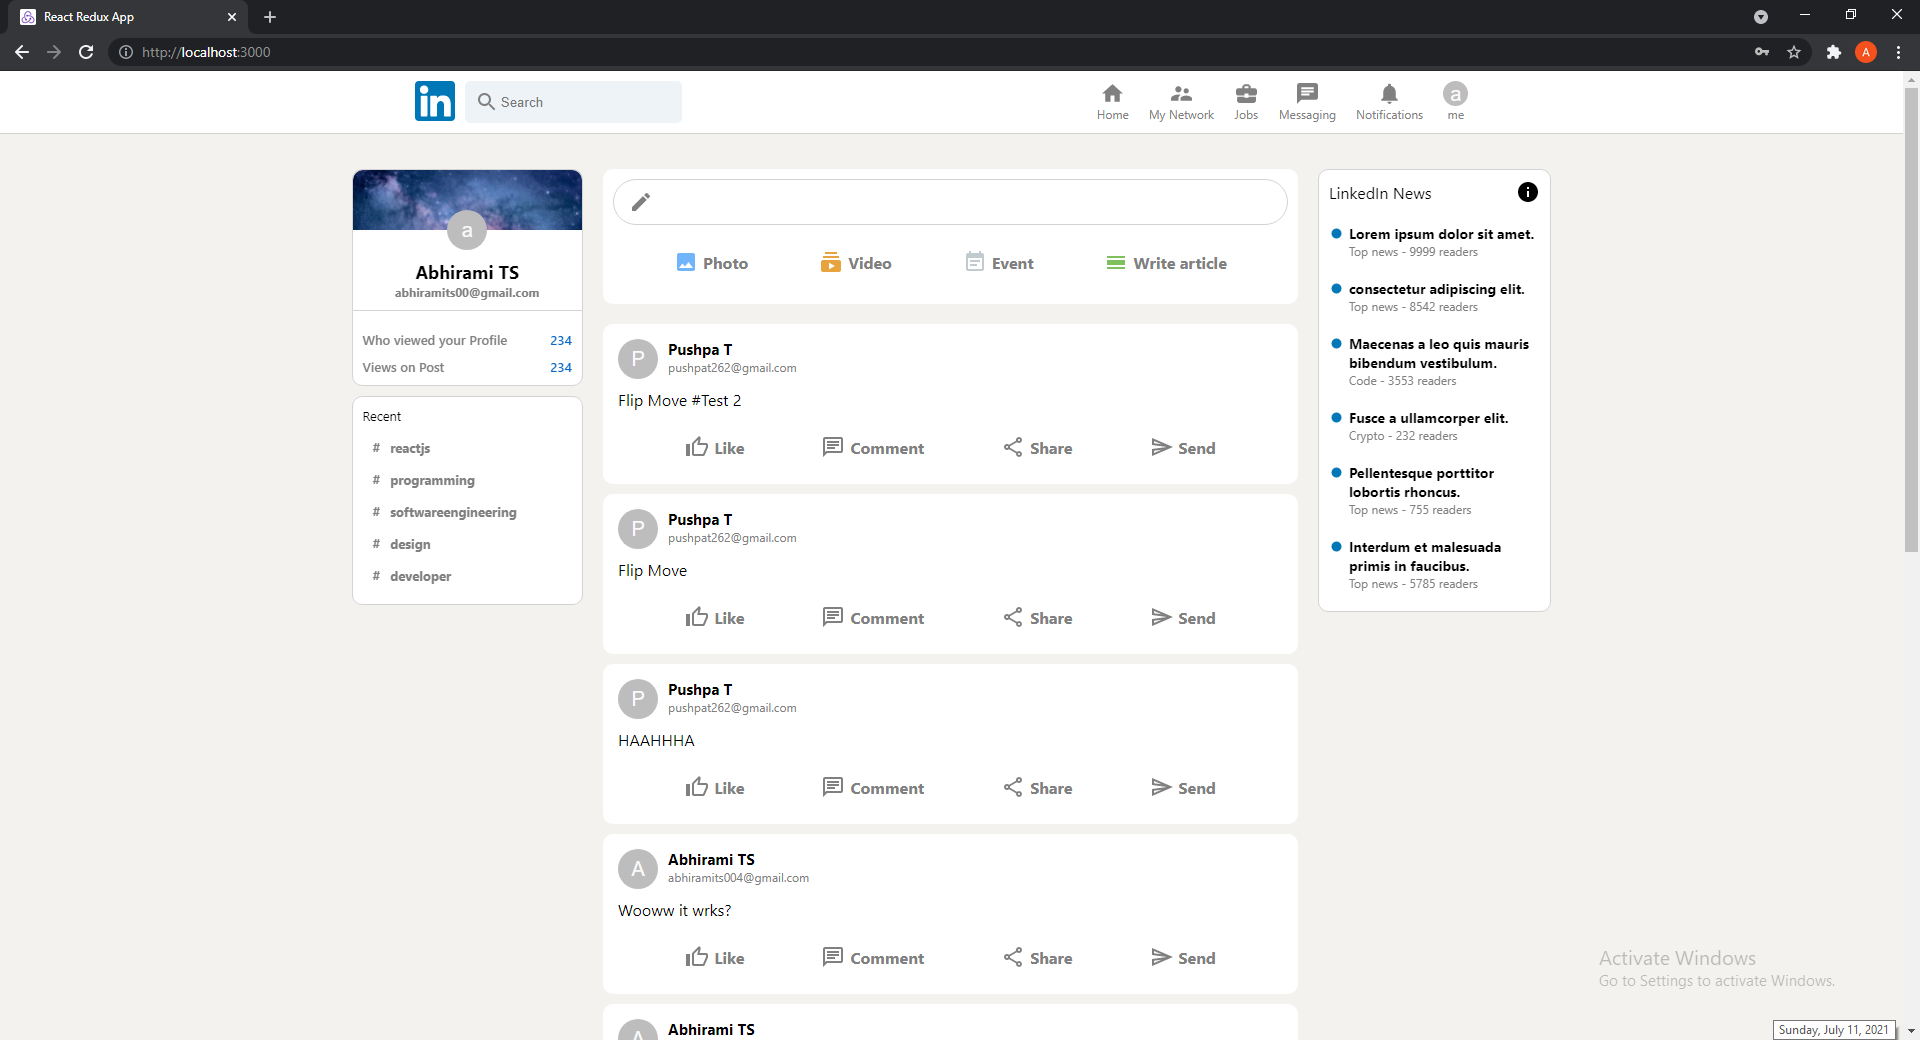 React Redux App
http://localhost:3000
A
in
Search
Home
My Network
Jobs
Messaging
Notifications
a
me
a
Abhirami TS
abhiramits00@gmail.com
Who viewed your Profile 234
Views on Post 234
Recent
# reactjs
# programming
# softwareengineering
# design
# developer
Photo
Video
Event
Write article
P
Pushpa T
pushpat262@gmail.com
Flip Move #Test 2
Like
Comment
Share
Send
P
Pushpa T
pushpat262@gmail.com
Flip Move
Like
Comment
Share
Send
P
Pushpa T
pushpat262@gmail.com
HAAHHHA
Like
Comment
Share
Send
A
Abhirami TS
abhiramits004@gmail.com
Wooww it wrks?
Like
Comment
Share
Send
A
Abhirami TS
LinkedIn News
Lorem ipsum dolor sit amet.
Top news - 9999 readers
consectetur adipiscing elit.
Top news - 8542 readers
Maecenas a leo quis mauris
bibendum vestibulum.
Code - 3553 readers
Fusce a ullamcorper elit.
Crypto - 232 readers
Pellentesque porttitor
lobortis rhoncus.
Top news - 755 readers
Interdum et malesuada
primis in faucibus.
Top news - 5785 readers
Activate Windows
Go to Settings to activate Windows.
Sunday, July 11, 2021